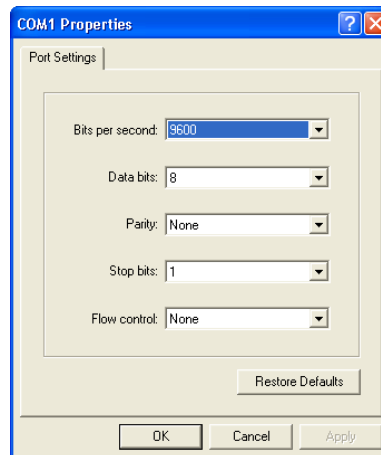 COM1 Properties
Port Settings
Bits per second: 9600
Data bits: 8
Parity: None
Stop bits: 1
Flow control: None
Restore Defaults
OK Cancel Apply